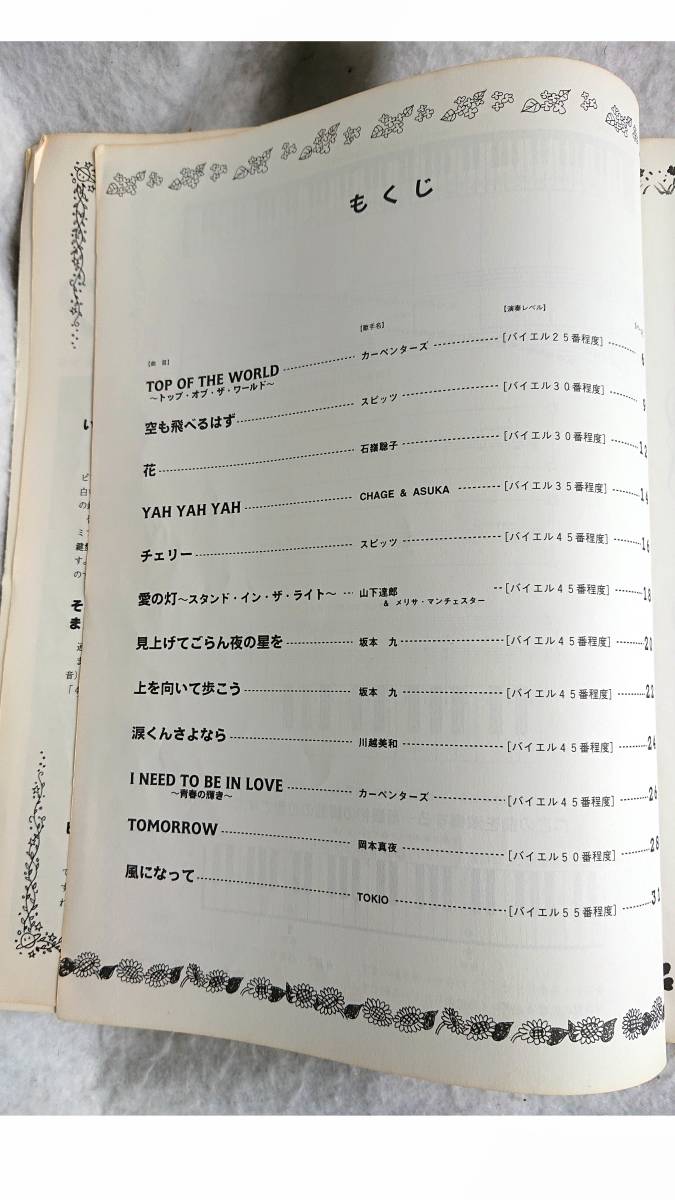 もくじ
【曲目】 【歌手名】 【演奏レベル】
TOP OF THE WORLD カーペンターズ [バイエル25番程度] 6
〜トップ・オブ・ザ・ワールド〜
空も飛べるはず スピッツ [バイエル30番程度] 9
花 石嶺聡子 [バイエル30番程度] 12
YAH YAH YAH CHAGE & ASUKA [バイエル35番程度] 14
チェリー スピッツ [バイエル45番程度] 16
愛の灯〜スタンド・イン・ザ・ライト〜 山下達郎 [バイエル45番程度] 18
& メリサ・マンチェスター
見上げてごらん夜の星を 坂本 九 [バイエル45番程度] 20
上を向いて歩こう 坂本 九 [バイエル45番程度] 22
涙くんさよなら 川越美和 [バイエル45番程度] 24
I NEED TO BE IN LOVE カーペンターズ [バイエル45番程度] 26
〜青春の輝き〜
TOMORROW 岡本真夜 [バイエル50番程度] 28
風になって TOKIO [バイエル55番程度] 31